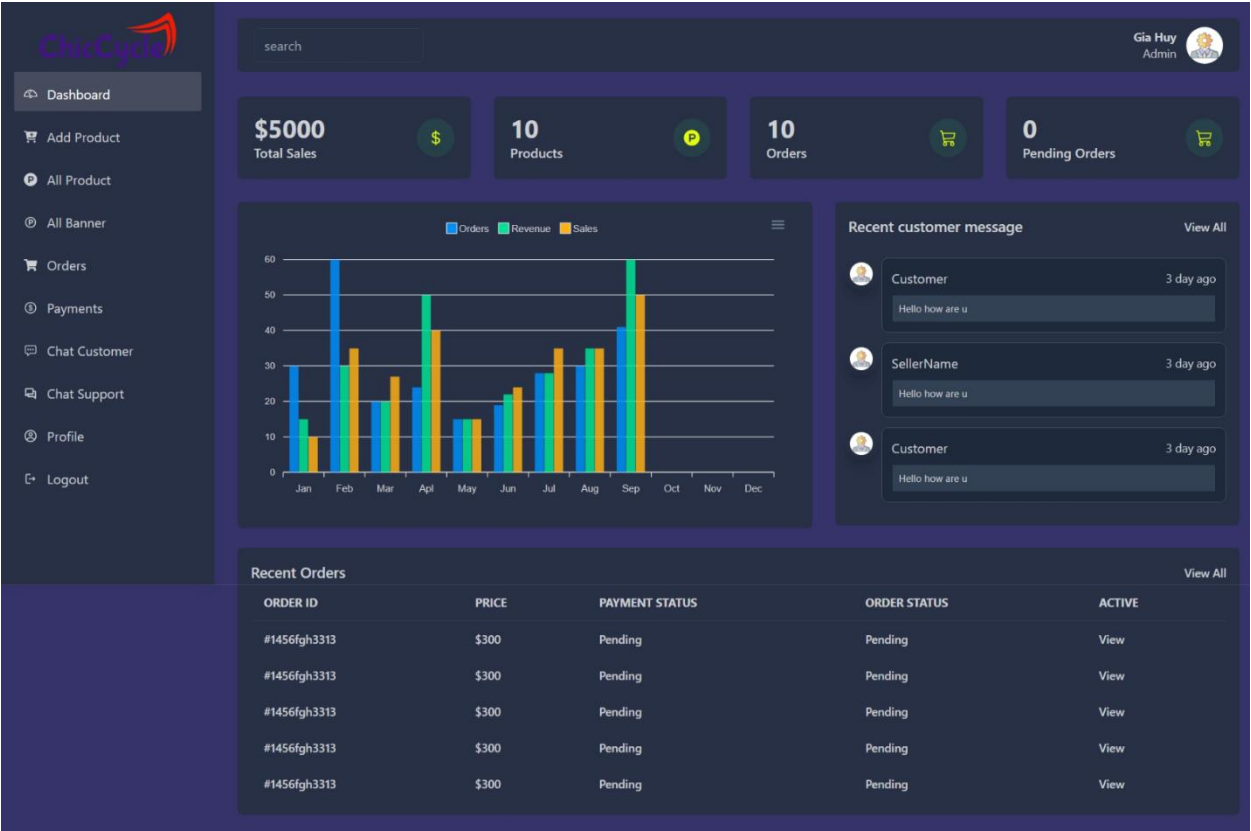 ChicCycle
Dashboard
Add Product
All Product
All Banner
Orders
Payments
Chat Customer
Chat Support
Profile
Logout
search
Gia Huy
Admin
$5000
Total Sales
$
10
Products
P
10
Orders
0
Pending Orders
Orders Revenue Sales
60
50
40
30
20
10
0
Jan Feb Mar Apl May Jun Jul Aug Sep Oct Nov Dec
Recent customer message View All
Customer 3 day ago
Hello how are u
SellerName 3 day ago
Hello how are u
Customer 3 day ago
Hello how are u
Recent Orders View All
ORDER ID PRICE PAYMENT STATUS ORDER STATUS ACTIVE
#1456fgh3313 $300 Pending Pending View
#1456fgh3313 $300 Pending Pending View
#1456fgh3313 $300 Pending Pending View
#1456fgh3313 $300 Pending Pending View
#1456fgh3313 $300 Pending Pending View